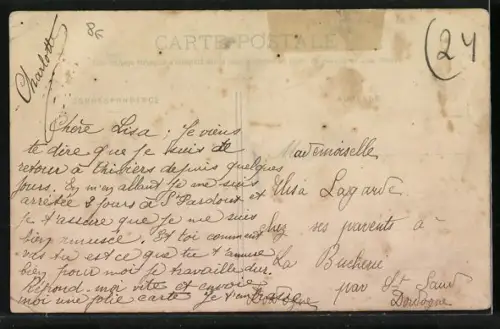 8f
CARTE POSTALE
(24
CORRESPONDANCE
Charlotte
Chère Lisa ; Je viens
te dire que je suis de
retour à Thiviers depuis quelques
jours. En m'en allant je me suis
arrêtée 8 jours à St Pardoux et
je t'assure que je me suis
bien amusée. Et toi comment
vas tu est ce que tu t'amuse
bien pour moi je travaille dur.
Répond-moi vite et envoie
moi une jolie carte Je t'embrasse
Mademoiselle
Elisa Lagarde
chez ses parents à
La
par St
Dordogne
Dordogne